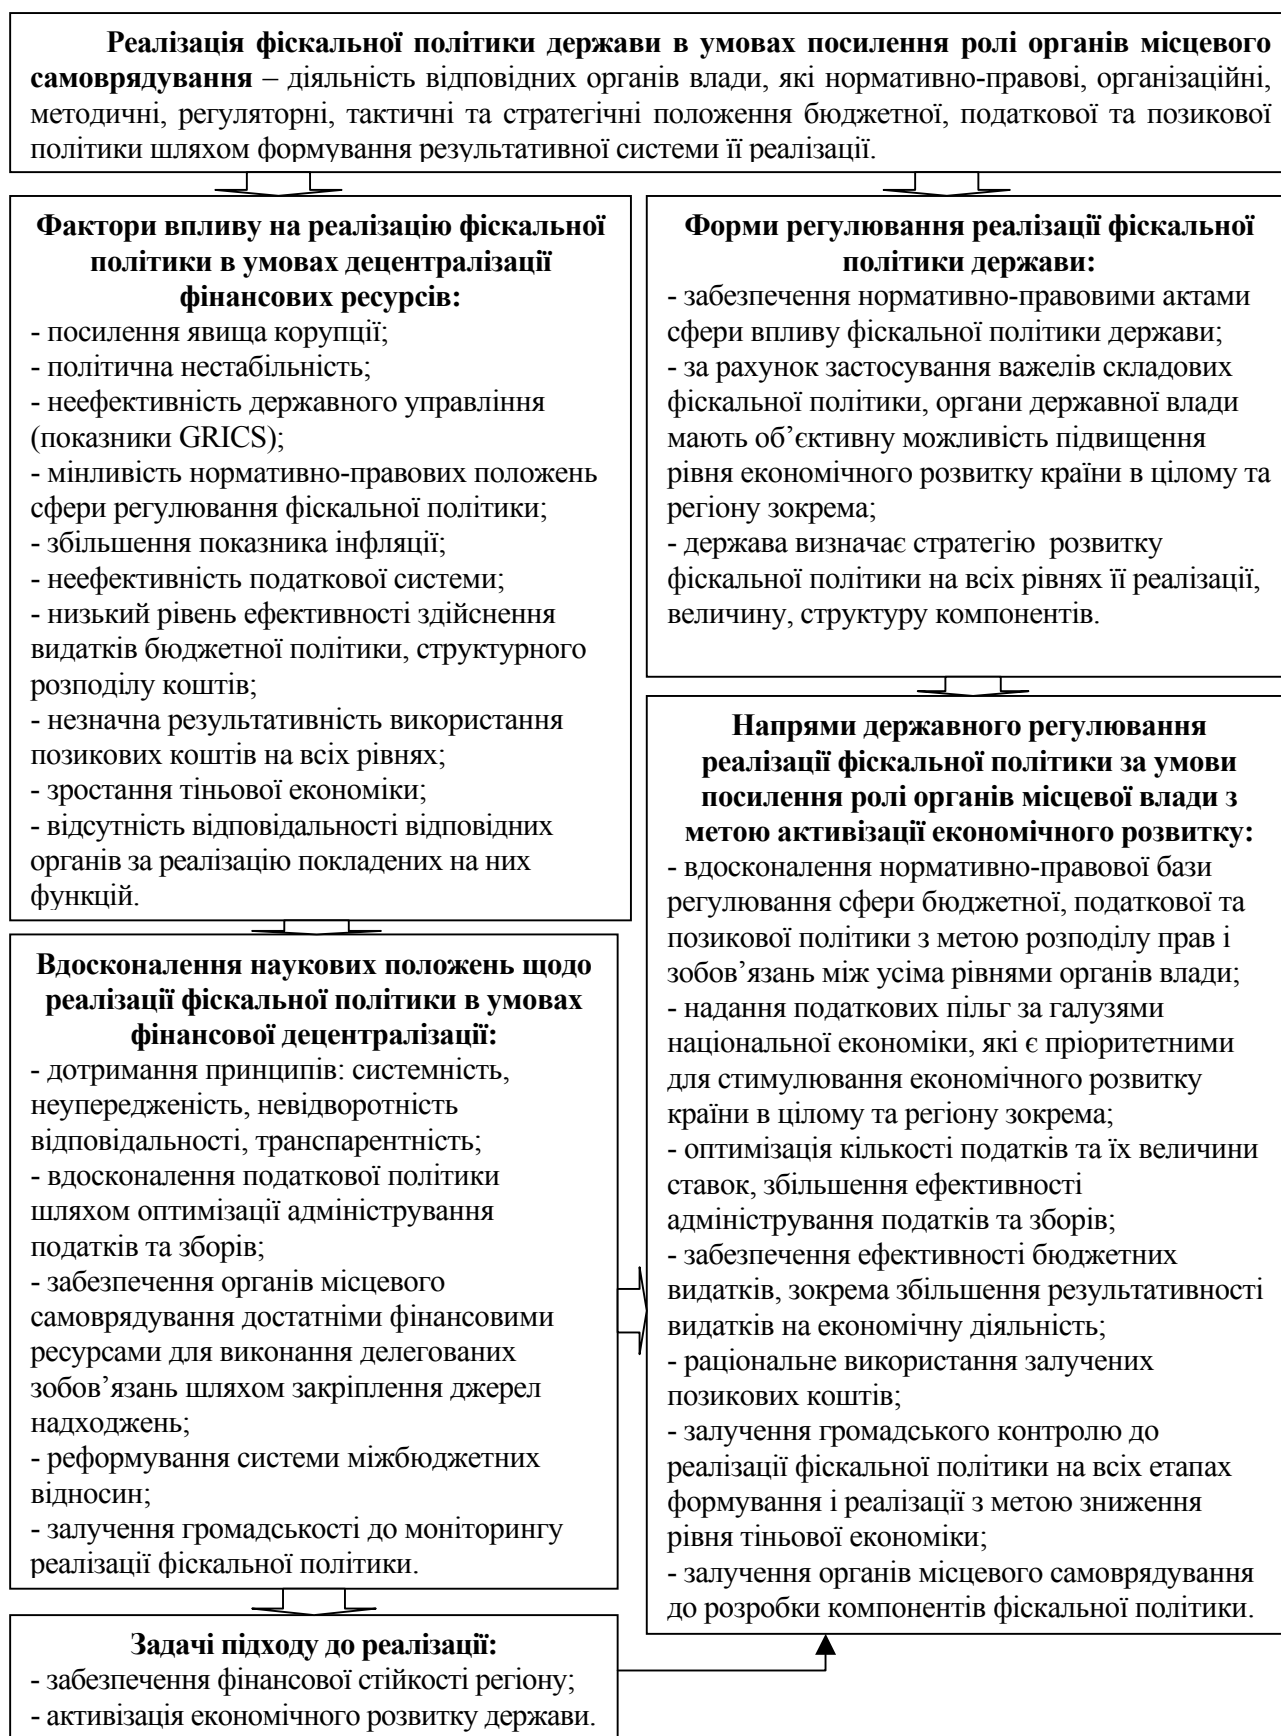 Реалізація фіскальної політики держави в умовах посилення ролі органів місцевого
самоврядування – діяльність відповідних органів влади, які нормативно-правові, організаційні,
методичні, регуляторні, тактичні та стратегічні положення бюджетної, податкової та позикової
політики шляхом формування результативної системи її реалізації.
Фактори впливу на реалізацію фіскальної
політики в умовах децентралізації
фінансових ресурсів:
- посилення явища корупції;
- політична нестабільність;
- неефективність державного управління
(показники GRICS);
- мінливість нормативно-правових положень
сфери регулювання фіскальної політики;
- збільшення показника інфляції;
- неефективність податкової системи;
- низький рівень ефективності здійснення
видатків бюджетної політики, структурного
розподілу коштів;
- незначна результативність використання
позикових коштів на всіх рівнях;
- зростання тіньової економіки;
- відсутність відповідальності відповідних
органів за реалізацію покладених на них
функцій.
Форми регулювання реалізації фіскальної
політики держави:
- забезпечення нормативно-правовими актами
сфери впливу фіскальної політики держави;
- за рахунок застосування важелів складових
фіскальної політики, органи державної влади
мають об’єктивну можливість підвищення
рівня економічного розвитку країни в цілому та
регіону зокрема;
- держава визначає стратегію розвитку
фіскальної політики на всіх рівнях її реалізації,
величину, структуру компонентів.
Вдосконалення наукових положень щодо
реалізації фіскальної політики в умовах
фінансової децентралізації:
- дотримання принципів: системність,
неупередженість, невідворотність
відповідальності, транспарентність;
- вдосконалення податкової політики
шляхом оптимізації адміністрування
податків та зборів;
- забезпечення органів місцевого
самоврядування достатніми фінансовими
ресурсами для виконання делегованих
зобов’язань шляхом закріплення джерел
надходжень;
- реформування системи міжбюджетних
відносин;
- залучення громадськості до моніторингу
реалізації фіскальної політики.
Напрями державного регулювання
реалізації фіскальної політики за умови
посилення ролі органів місцевої влади з
метою активізації економічного розвитку:
- вдосконалення нормативно-правової бази
регулювання сфери бюджетної, податкової та
позикової політики з метою розподілу прав і
зобов’язань між усіма рівнями органів влади;
- надання податкових пільг за галузями
національної економіки, які є пріоритетними
для стимулювання економічного розвитку
країни в цілому та регіону зокрема;
- оптимізація кількості податків та їх величини
ставок, збільшення ефективності
адміністрування податків та зборів;
- забезпечення ефективності бюджетних
видатків, зокрема збільшення результативності
видатків на економічну діяльність;
- раціональне використання залучених
позикових коштів;
- залучення громадського контролю до
реалізації фіскальної політики на всіх етапах
формування і реалізації з метою зниження
рівня тіньової економіки;
- залучення органів місцевого самоврядування
до розробки компонентів фіскальної політики.
Задачі підходу до реалізації:
- забезпечення фінансової стійкості регіону;
- активізація економічного розвитку держави.